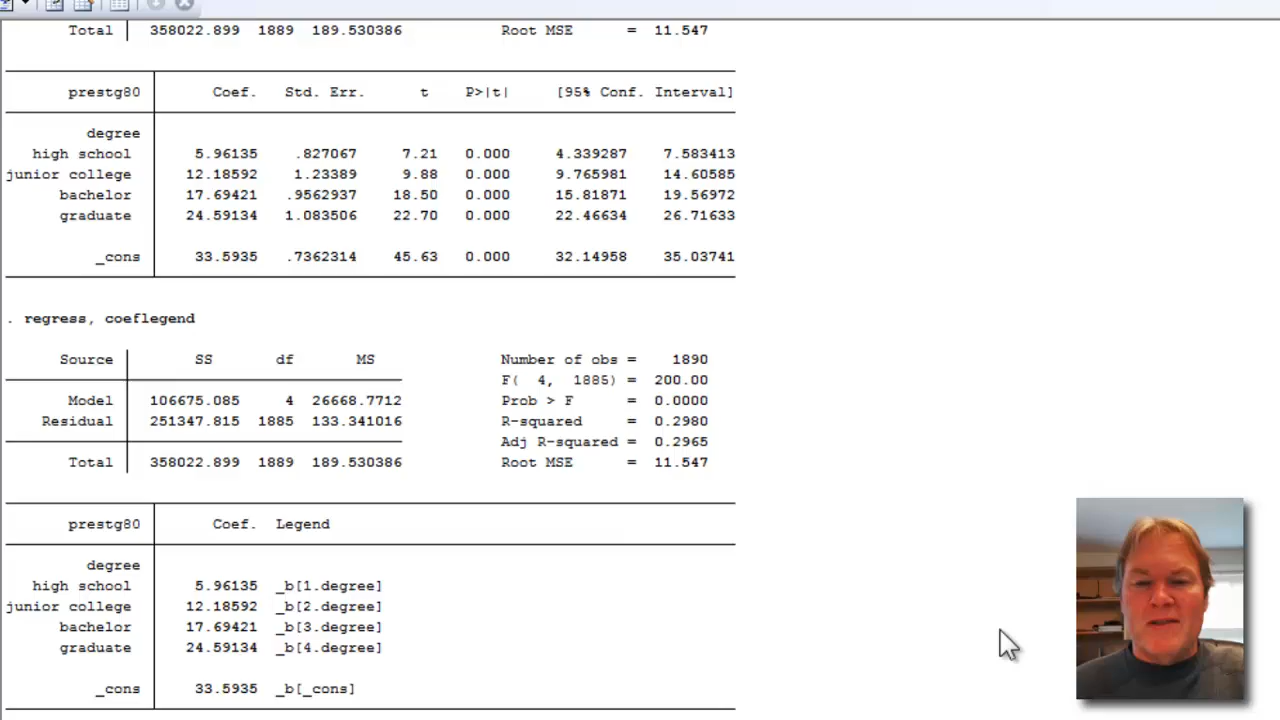 Total 358022.899 1889 189.530386 Root MSE = 11.547
prestg80 Coef. Std. Err. t P>|t| [95% Conf. Interval]
degree
high school 5.96135 .827067 7.21 0.000 4.339287 7.583413
junior college 12.18592 1.23389 9.88 0.000 9.765981 14.60585
bachelor 17.69421 .9562937 18.50 0.000 15.81871 19.56972
graduate 24.59134 1.083506 22.70 0.000 22.46634 26.71633
_cons 33.5935 .7362314 45.63 0.000 32.14958 35.03741
. regress, coeflegend
Source SS df MS Number of obs = 1890
F( 4, 1885) = 200.00
Model 106675.085 4 26668.7712 Prob > F = 0.0000
Residual 251347.815 1885 133.341016 R-squared = 0.2980
Adj R-squared = 0.2965
Total 358022.899 1889 189.530386 Root MSE = 11.547
prestg80 Coef. Legend
degree
high school 5.96135 _b[1.degree]
junior college 12.18592 _b[2.degree]
bachelor 17.69421 _b[3.degree]
graduate 24.59134 _b[4.degree]
_cons 33.5935 _b[_cons]